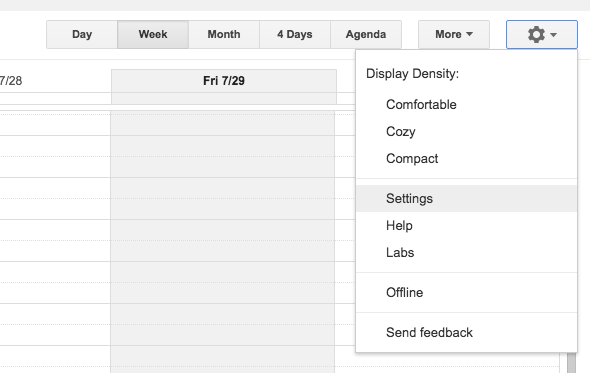 Day Week Month 4 Days Agenda More
7/28 Fri 7/29
Display Density:
Comfortable
Cozy
Compact
Settings
Help
Labs
Offline
Send feedback